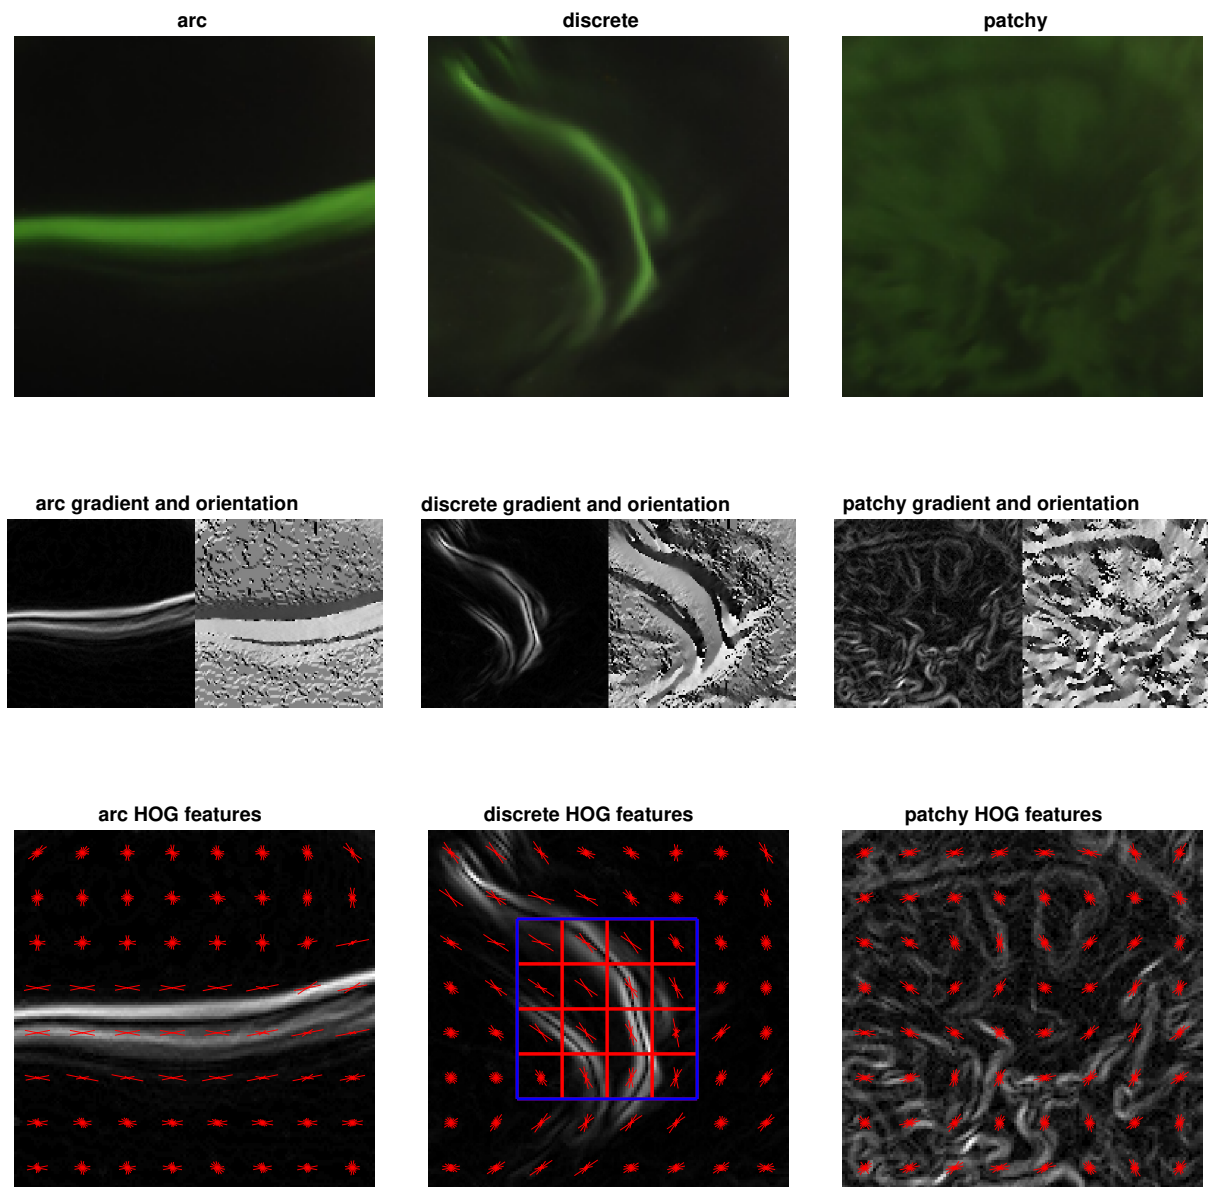 arc
discrete
patchy
arc gradient and orientation
discrete gradient and orientation
patchy gradient and orientation
arc HOG features
discrete HOG features
patchy HOG features